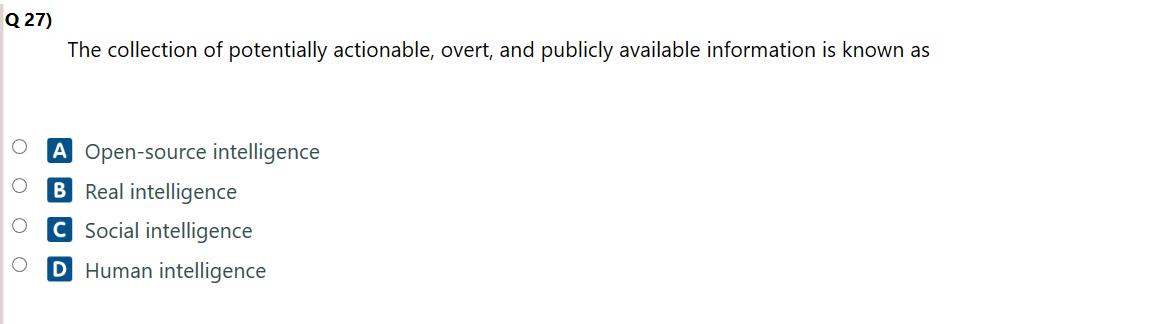 Q 27)
The collection of potentially actionable, overt, and publicly available information is known as
A Open-source intelligence
B Real intelligence
C Social intelligence
D Human intelligence